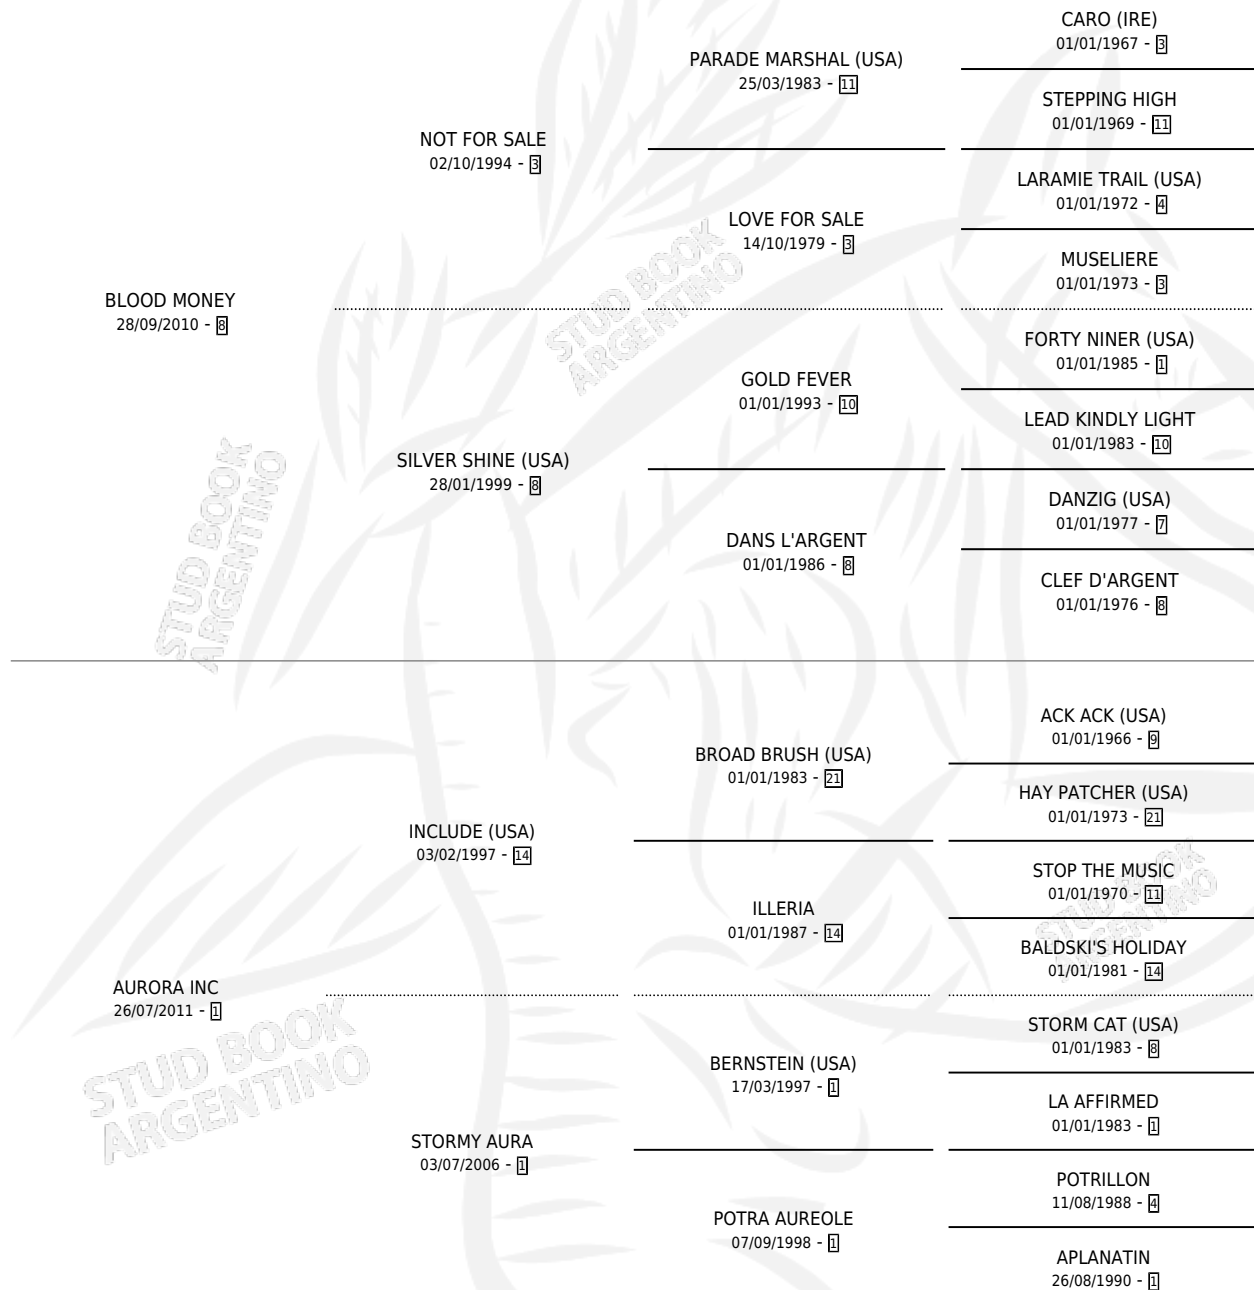 CARO (IRE)
01/01/1967 - 3
PARADE MARSHAL (USA)
25/03/1983 - 11
STEPPING HIGH
01/01/1969 - 11
NOT FOR SALE
02/10/1994 - 3
LARAMIE TRAIL (USA)
01/01/1972 - 4
LOVE FOR SALE
14/10/1979 - 3
MUSELIERE
01/01/1973 - 3
BLOOD MONEY
28/09/2010 - 8
FORTY NINER (USA)
01/01/1985 - 1
GOLD FEVER
01/01/1993 - 10
LEAD KINDLY LIGHT
01/01/1983 - 10
SILVER SHINE (USA)
28/01/1999 - 8
DANZIG (USA)
01/01/1977 - 7
DANS L'ARGENT
01/01/1986 - 8
CLEF D'ARGENT
01/01/1976 - 8
STUD BOOK
ARGENTINO
STUD BOOK
ARGENTINO
ACK ACK (USA)
01/01/1966 - 9
BROAD BRUSH (USA)
01/01/1983 - 21
HAY PATCHER (USA)
01/01/1973 - 21
INCLUDE (USA)
03/02/1997 - 14
STOP THE MUSIC
01/01/1970 - 11
ILLERIA
01/01/1987 - 14
BALDSKI'S HOLIDAY
01/01/1981 - 14
AURORA INC
26/07/2011 - 1
STORM CAT (USA)
01/01/1983 - 8
BERNSTEIN (USA)
17/03/1997 - 1
LA AFFIRMED
01/01/1983 - 1
STORMY AURA
03/07/2006 - 1
POTRILLON
11/08/1988 - 4
POTRA AUREOLE
07/09/1998 - 1
APLANATIN
26/08/1990 - 1
STUD BOOK
ARGENTINO
STUD BOOK
ARGENTINO